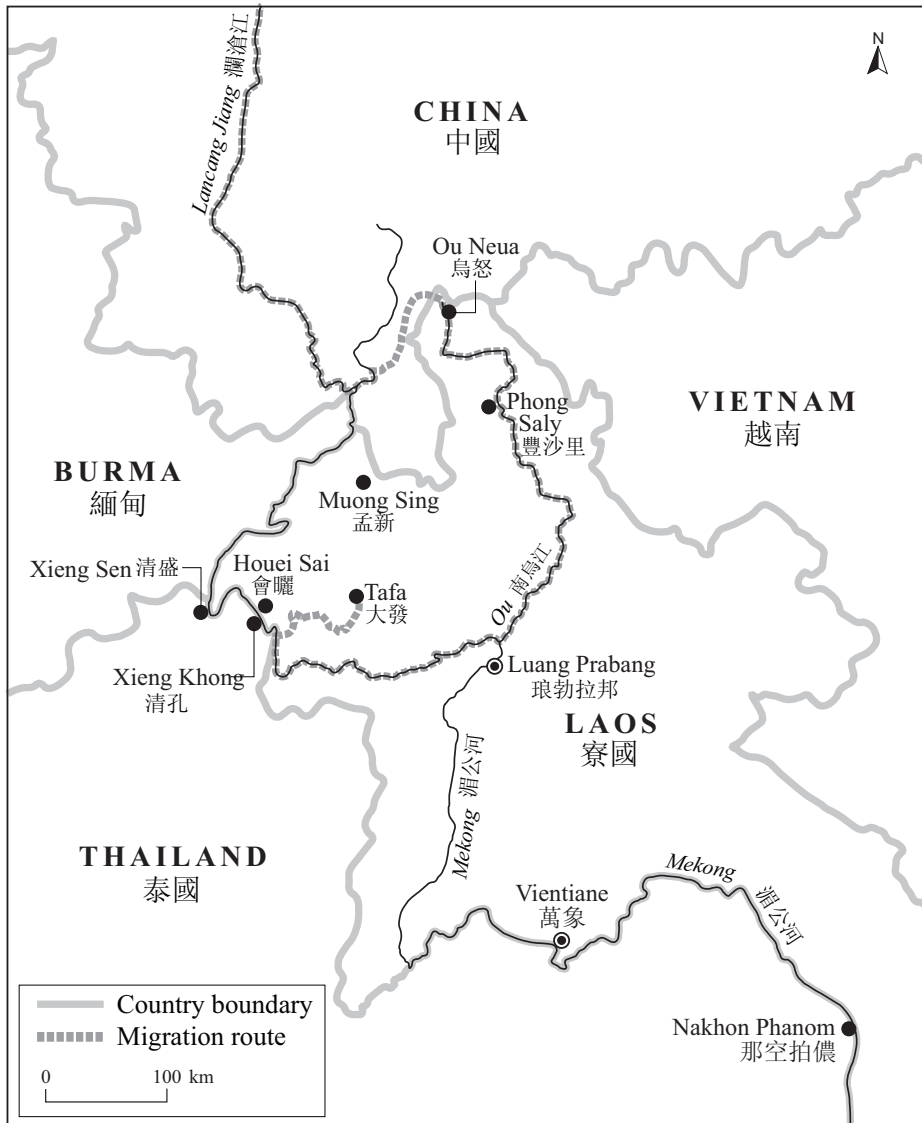 N
CHINA
中國
Lancang Jiang 瀾滄江
Ou Neua
烏怒
Phong
Saly
豐沙里
VIETNAM
越南
BURMA
緬甸
Muong Sing
孟新
Xieng Sen 清盛
Houei Sai
會曬
Tafa
大發
Ou 南烏江
Xieng Khong
清孔
Luang Prabang
琅勃拉邦
LAOS
寮國
Mekong 湄公河
THAILAND
泰國
Vientiane
萬象
Mekong 湄公河
Nakhon Phanom
那空拍儂
Country boundary
Migration route
0 100 km